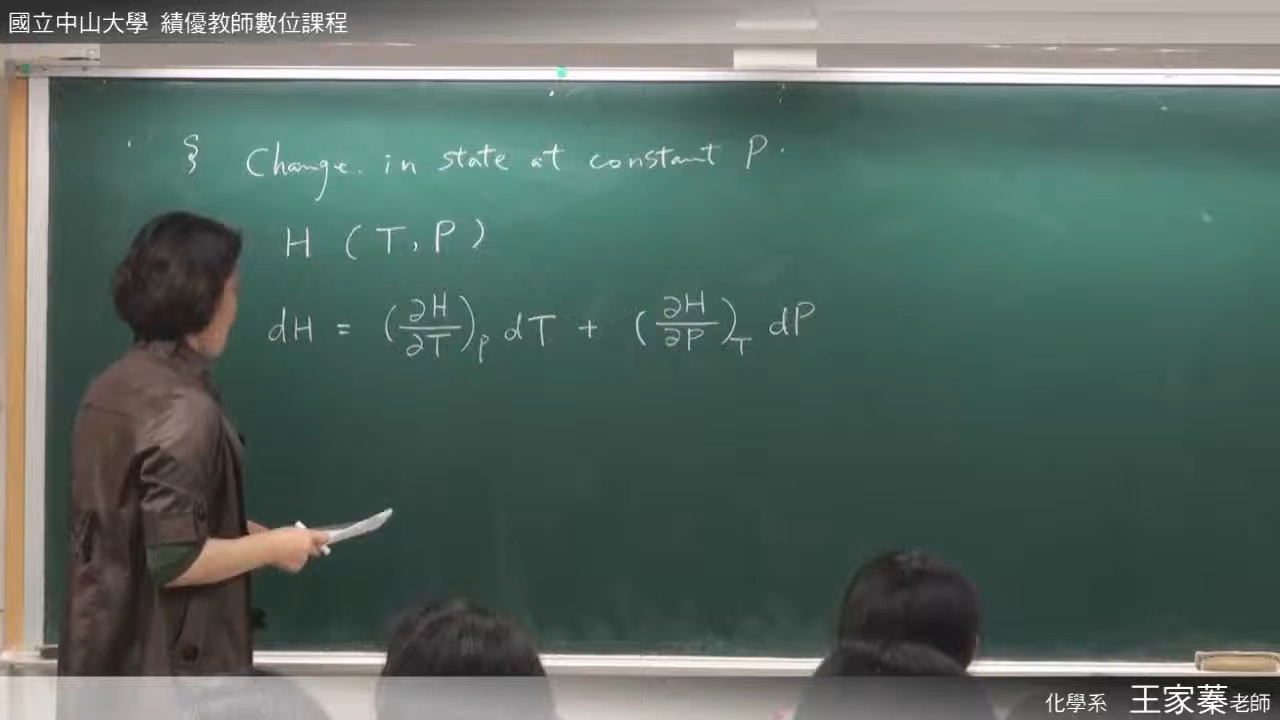 國立中山大學 績優教師數位課程
§ Change in state at constant P.
H (T, P)
dH = (∂H/∂T)_P dT + (∂H/∂P)_T dP
化學系 王家蓁老師